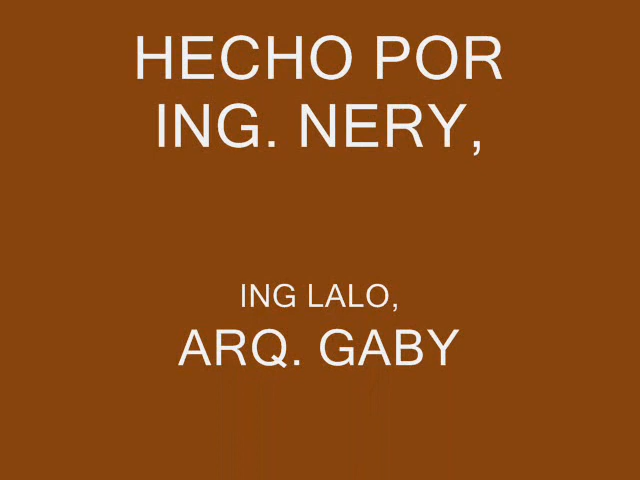 HECHO POR
ING. NERY,
ING LALO,
ARQ. GABY